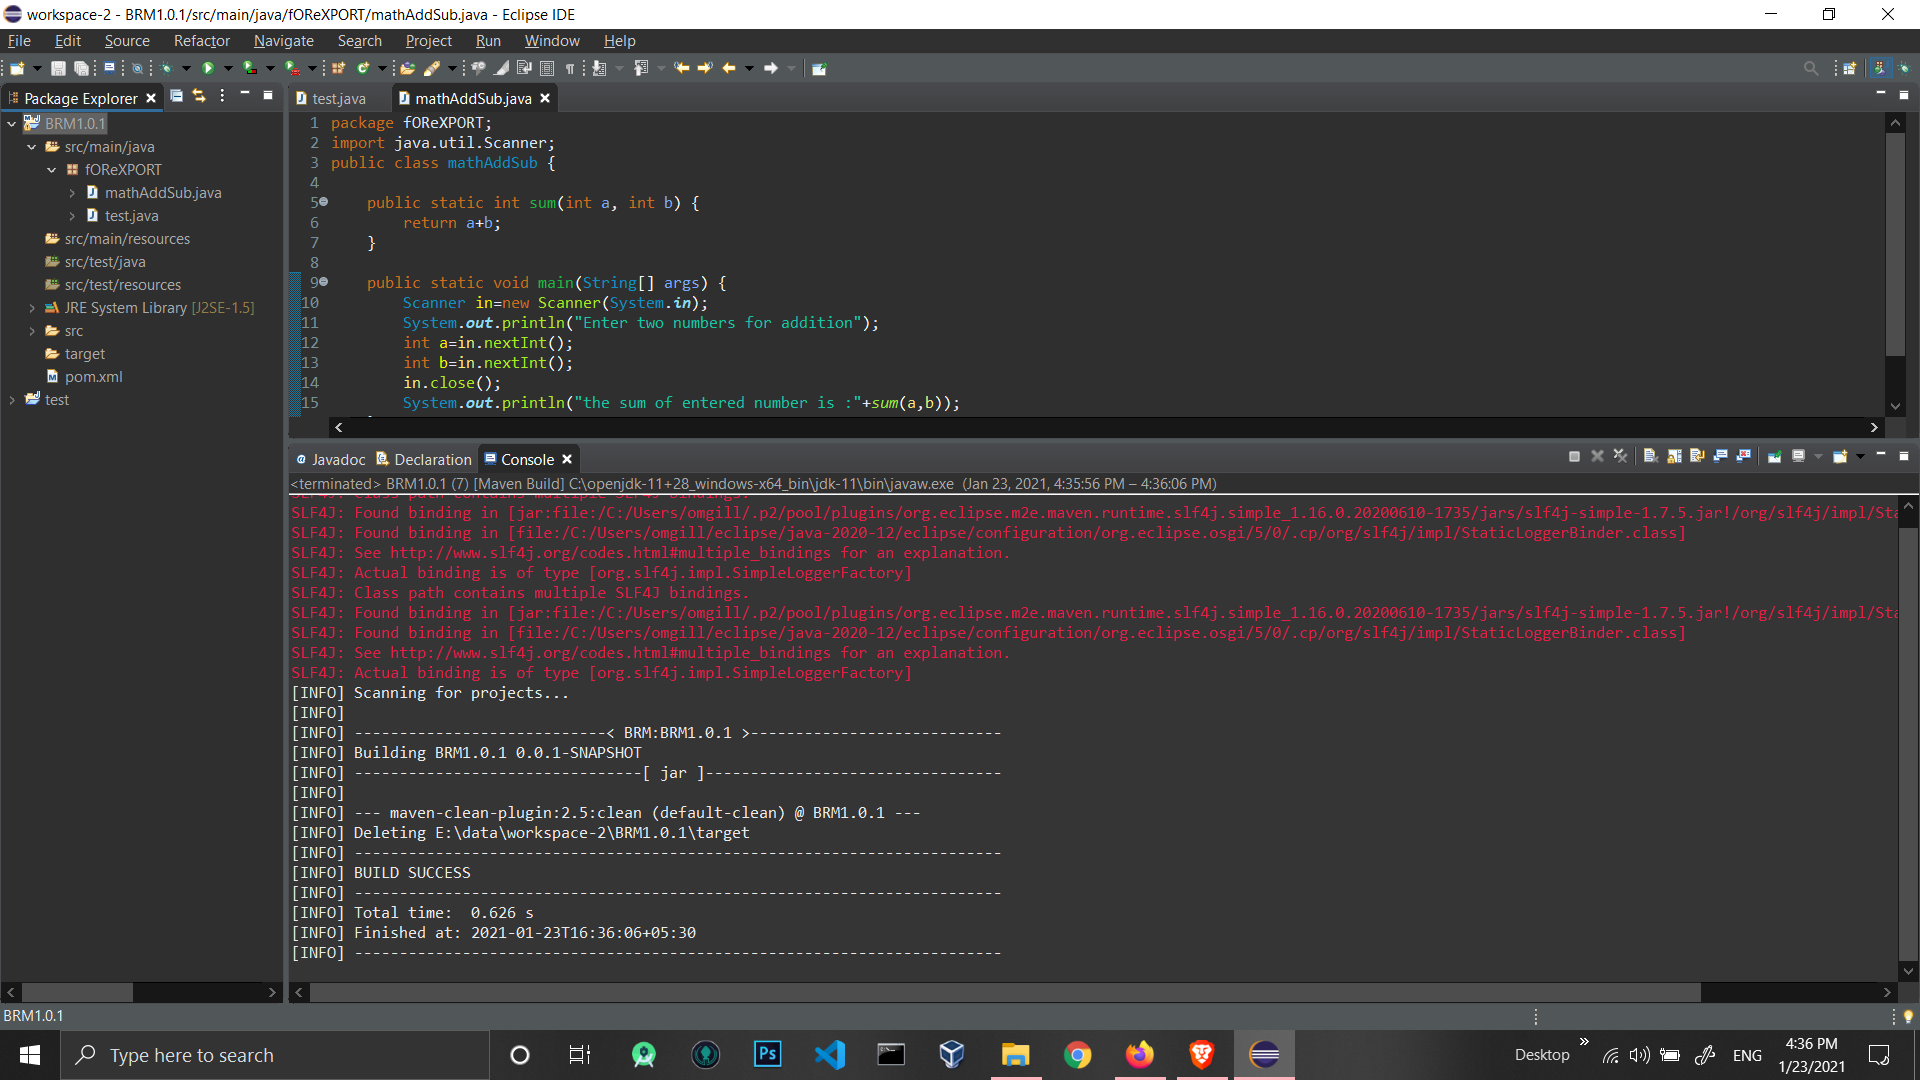 workspace-2 - BRM1.0.1/src/main/java/fOReXPORT/mathAddSub.java - Eclipse IDE
File Edit Source Refactor Navigate Search Project Run Window Help
Package Explorer
BRM1.0.1
src/main/java
fOReXPORT
mathAddSub.java
test.java
src/main/resources
src/test/java
src/test/resources
JRE System Library [J2SE-1.5]
src
target
pom.xml
test
test.java mathAddSub.java
1 package fOReXPORT;
2 import java.util.Scanner;
3 public class mathAddSub {
4
5 public static int sum(int a, int b) {
6 return a+b;
7 }
8
9 public static void main(String[] args) {
10 Scanner in=new Scanner(System.in);
11 System.out.println("Enter two numbers for addition");
12 int a=in.nextInt();
13 int b=in.nextInt();
14 in.close();
15 System.out.println("the sum of entered number is :"+sum(a,b));
Javadoc Declaration Console
<terminated> BRM1.0.1 (7) [Maven Build] C:\openjdk-11+28_windows-x64_bin\jdk-11\bin\javaw.exe (Jan 23, 2021, 4:35:56 PM – 4:36:06 PM)
SLF4J: Class path contains multiple SLF4J bindings.
SLF4J: Found binding in [jar:file:/C:/Users/omgill/.p2/pool/plugins/org.eclipse.m2e.maven.runtime.slf4j.simple_1.16.0.20200610-1735/jars/slf4j-simple-1.7.5.jar!/org/slf4j/impl/Sta
SLF4J: Found binding in [file:/C:/Users/omgill/eclipse/java-2020-12/eclipse/configuration/org.eclipse.osgi/5/0/.cp/org/slf4j/impl/StaticLoggerBinder.class]
SLF4J: See http://www.slf4j.org/codes.html#multiple_bindings for an explanation.
SLF4J: Actual binding is of type [org.slf4j.impl.SimpleLoggerFactory]
SLF4J: Class path contains multiple SLF4J bindings.
SLF4J: Found binding in [jar:file:/C:/Users/omgill/.p2/pool/plugins/org.eclipse.m2e.maven.runtime.slf4j.simple_1.16.0.20200610-1735/jars/slf4j-simple-1.7.5.jar!/org/slf4j/impl/Sta
SLF4J: Found binding in [file:/C:/Users/omgill/eclipse/java-2020-12/eclipse/configuration/org.eclipse.osgi/5/0/.cp/org/slf4j/impl/StaticLoggerBinder.class]
SLF4J: See http://www.slf4j.org/codes.html#multiple_bindings for an explanation.
SLF4J: Actual binding is of type [org.slf4j.impl.SimpleLoggerFactory]
[INFO] Scanning for projects...
[INFO]
[INFO] ----------------------------< BRM:BRM1.0.1 >----------------------------
[INFO] Building BRM1.0.1 0.0.1-SNAPSHOT
[INFO] --------------------------------[ jar ]---------------------------------
[INFO]
[INFO] --- maven-clean-plugin:2.5:clean (default-clean) @ BRM1.0.1 ---
[INFO] Deleting E:\data\workspace-2\BRM1.0.1\target
[INFO] ------------------------------------------------------------------------
[INFO] BUILD SUCCESS
[INFO] ------------------------------------------------------------------------
[INFO] Total time:  0.626 s
[INFO] Finished at: 2021-01-23T16:36:06+05:30
[INFO] ------------------------------------------------------------------------
BRM1.0.1
Type here to search
Ps
Desktop
ENG
4:36 PM
1/23/2021